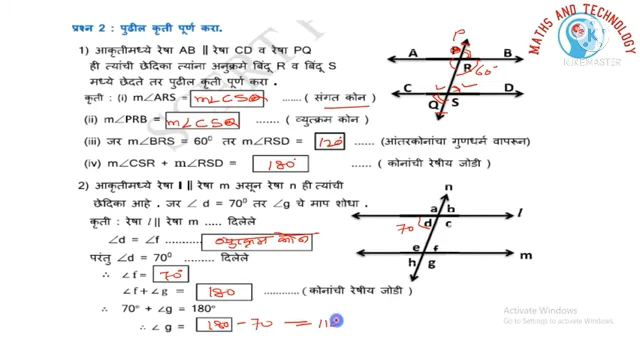 प्रश्न 2 : पुढील कृती पूर्ण करा.
MATHS AND TECHNOLOGY
KIREMASTER
1) आकृतीमध्ये रेषा AB || रेषा CD व रेषा PQ
ही त्यांची छेदिका त्यांना अनुक्रमे बिंदू R व बिंदू S
मध्ये छेदते तर पुढील कृती पूर्ण करा.
P
A B
R 60°
C D
Q S
कृती : (i) m∠ARS = m∠CSQ ...... ( संगत कोन )
(ii) m∠PRB = m∠CSQ ...... ( व्युत्क्रम कोन )
(iii) जर m∠BRS = 60° तर m∠RSD = 120° (आंतरकोनांचा गुणधर्म वापरून)
(iv) m∠CSR + m∠RSD = 180° (कोनांची रेषीय जोडी)
2) आकृतीमध्ये रेषा l || रेषा m असून रेषा n ही त्यांची
छेदिका आहे. जर ∠ d = 70° तर ∠g चे माप शोधा.
कृती : रेषा l || रेषा m ..... दिलेले
∠d = ∠f .......... व्युत्क्रम कोन
परंतु ∠d = 70° .......... दिलेले
∴ ∠f = 70°
∠f + ∠g = 180 ............ (कोनांची रेषीय जोडी)
∴ 70° + ∠g = 180°
∴ ∠g = 180 - 70 = 11
n
a b l
70 d c
e f m
h g
Activate Windows
Go to Settings to activate Windows.